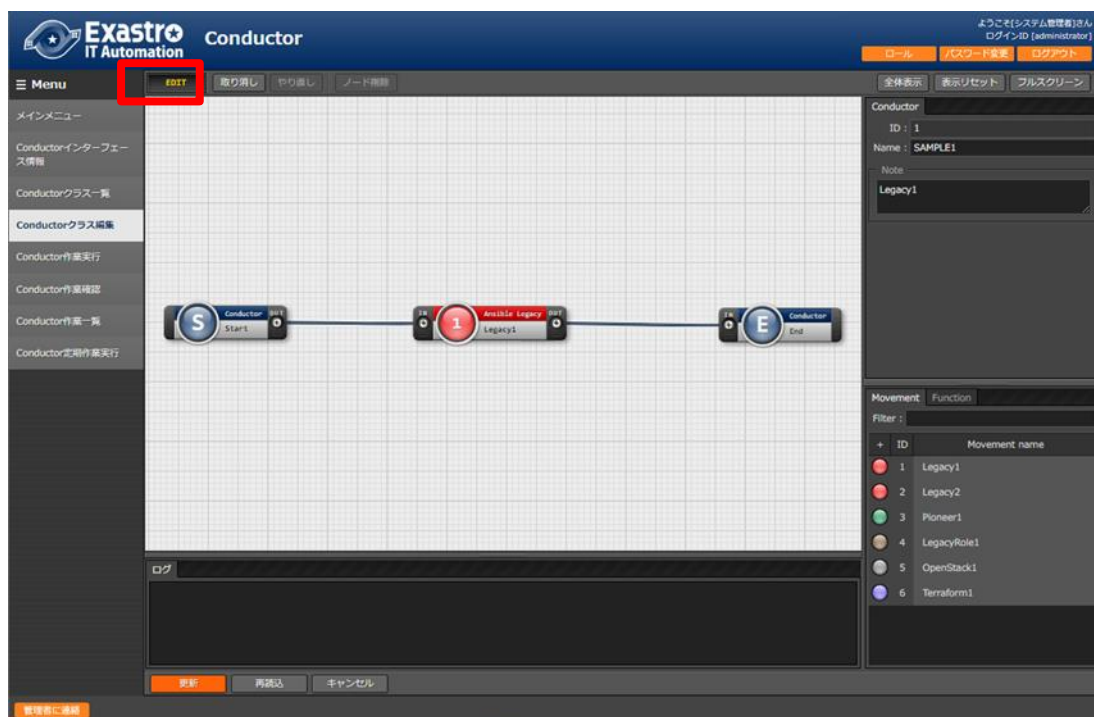 Exastro
IT Automation
Conductor
ようこそ[システム管理者]さん
ログインID [administrator]
ロール
パスワード変更
ログアウト
☰ Menu
EDIT
取り消し
やり直し
ノード削除
全体表示
表示リセット
フルスクリーン
メインメニュー
Conductorインターフェー
ス情報
Conductorクラス一覧
Conductorクラス編集
Conductor作業実行
Conductor作業確認
Conductor作業一覧
Conductor定期作業実行
S
Conductor
OUT
Start
IN
1
Ansible Legacy
OUT
Legacy1
IN
E
Conductor
End
Conductor
ID : 1
Name : SAMPLE1
Note
Legacy1
Movement
Function
Filter :
+ ID Movement name
1 Legacy1
2 Legacy2
3 Pioneer1
4 LegacyRole1
5 OpenStack1
6 Terraform1
ログ
更新
再読込
キャンセル
管理者に連絡